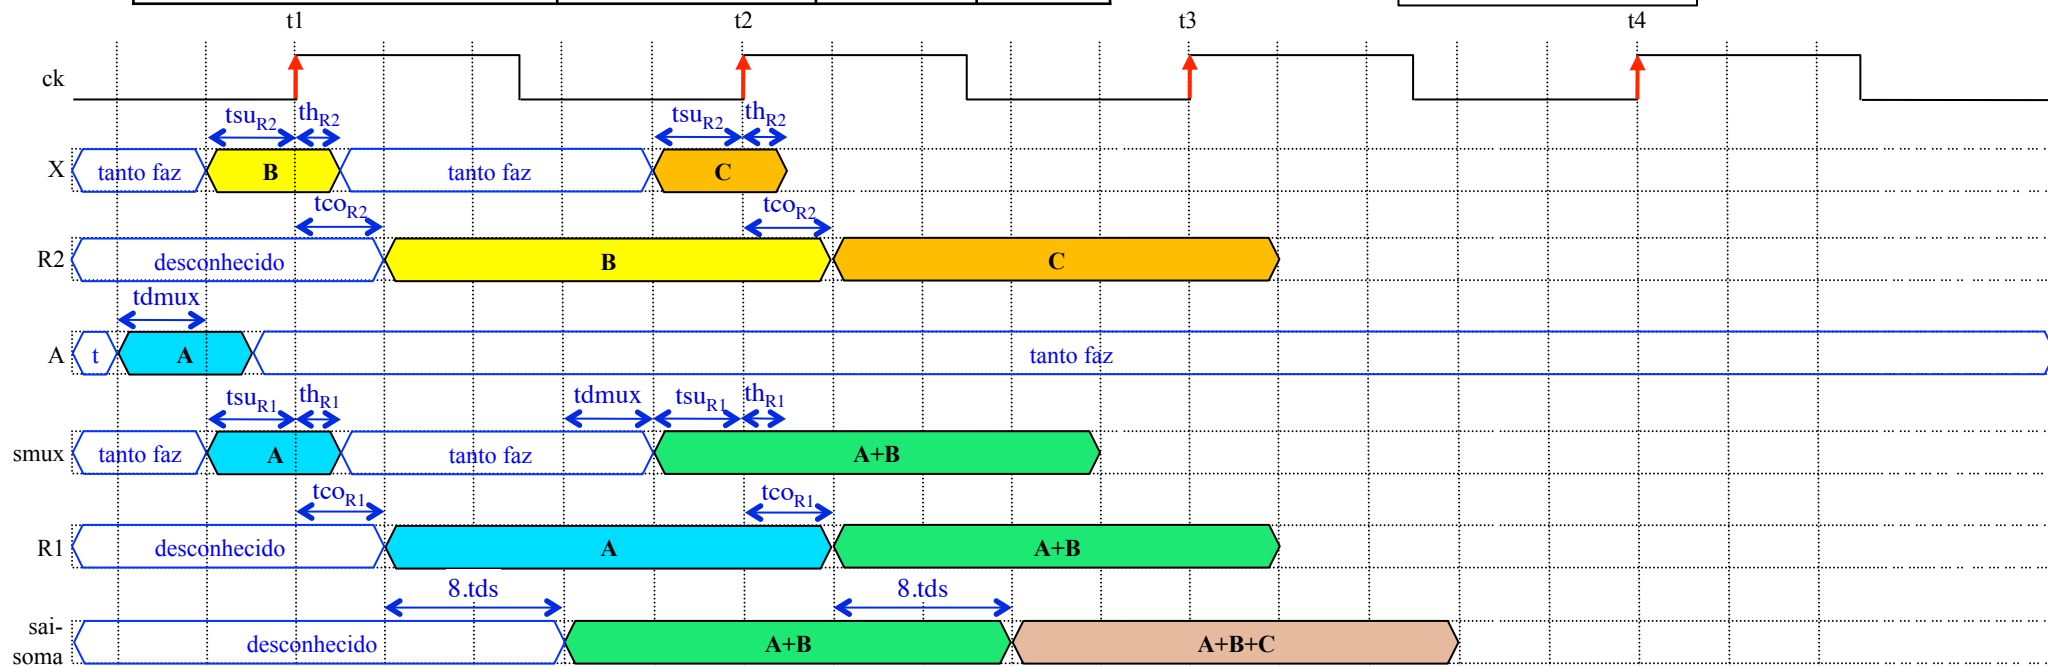 t1 t2 t3 t4
ck
tsuR2 thR2 tsuR2 thR2
X tanto faz B tanto faz C
tcoR2 tcoR2
R2 desconhecido B C
tdmux
A t A tanto faz
tsuR1 thR1 tdmux tsuR1 thR1
smux tanto faz A tanto faz A+B
tcoR1 tcoR1
R1 desconhecido A A+B
8.tds 8.tds
sai-
soma desconhecido A+B A+B+C